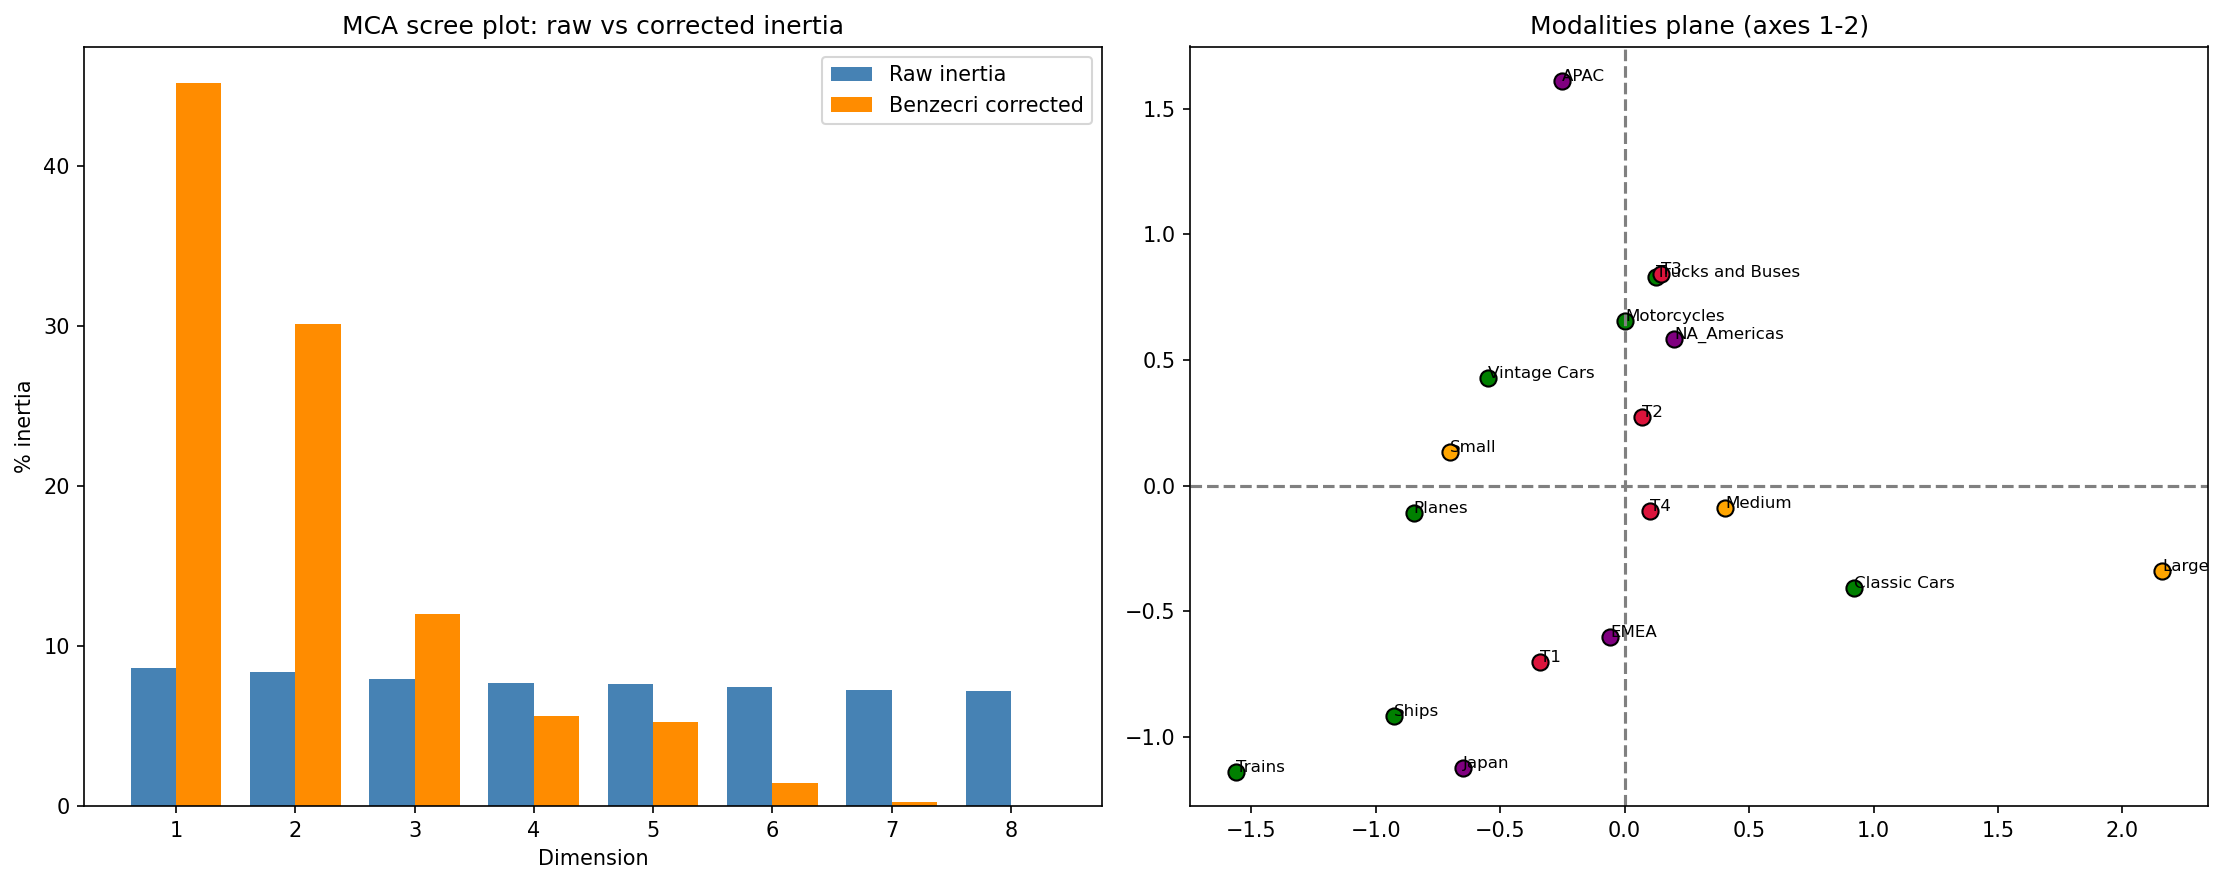 MCA scree plot: raw vs corrected inertia
Raw inertia
Benzecri corrected
% inertia
40
30
20
10
0
1 2 3 4 5 6 7 8
Dimension
Modalities plane (axes 1-2)
1.5
1.0
0.5
0.0
−0.5
−1.0
APAC
T3
Trucks and Buses
Motorcycles
NA_Americas
Vintage Cars
T2
Small
Planes
T4
Medium
Large
Classic Cars
EMEA
T1
Ships
Japan
Trains
−1.5 −1.0 −0.5 0.0 0.5 1.0 1.5 2.0